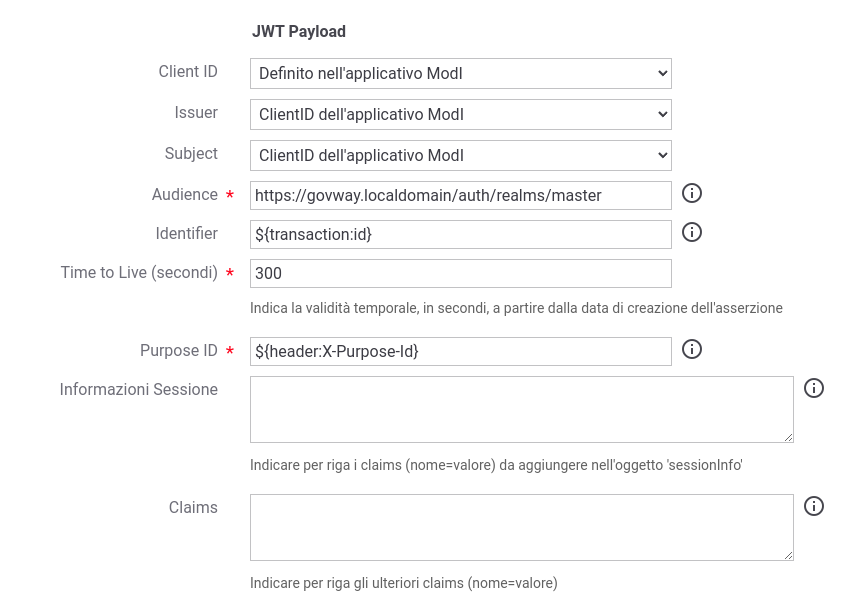 JWT Payload
Client ID Definito nell'applicativo ModI
Issuer ClientID dell'applicativo ModI
Subject ClientID dell'applicativo ModI
Audience * https://govway.localdomain/auth/realms/master
Identifier ${transaction:id}
Time to Live (secondi) * 300
Indica la validità temporale, in secondi, a partire dalla data di creazione dell'asserzione
Purpose ID * ${header:X-Purpose-Id}
Informazioni Sessione
Indicare per riga i claims (nome=valore) da aggiungere nell'oggetto 'sessionInfo'
Claims
Indicare per riga gli ulteriori claims (nome=valore)